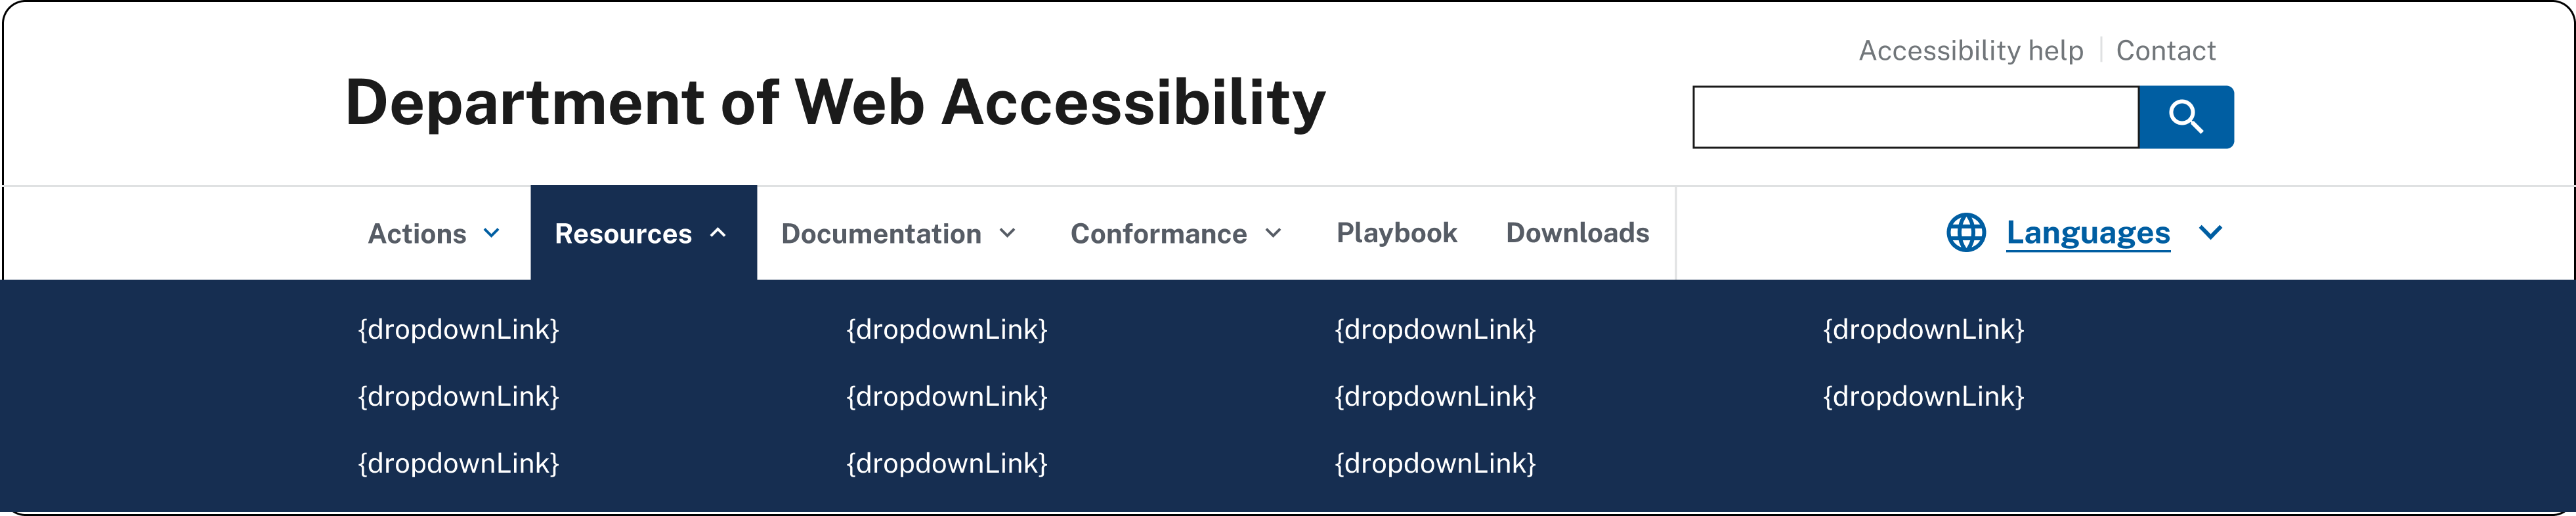 Accessibility help | Contact
Department of Web Accessibility
Actions Resources Documentation Conformance Playbook Downloads Languages
{dropdownLink} {dropdownLink} {dropdownLink} {dropdownLink}
{dropdownLink} {dropdownLink} {dropdownLink} {dropdownLink}
{dropdownLink} {dropdownLink} {dropdownLink}